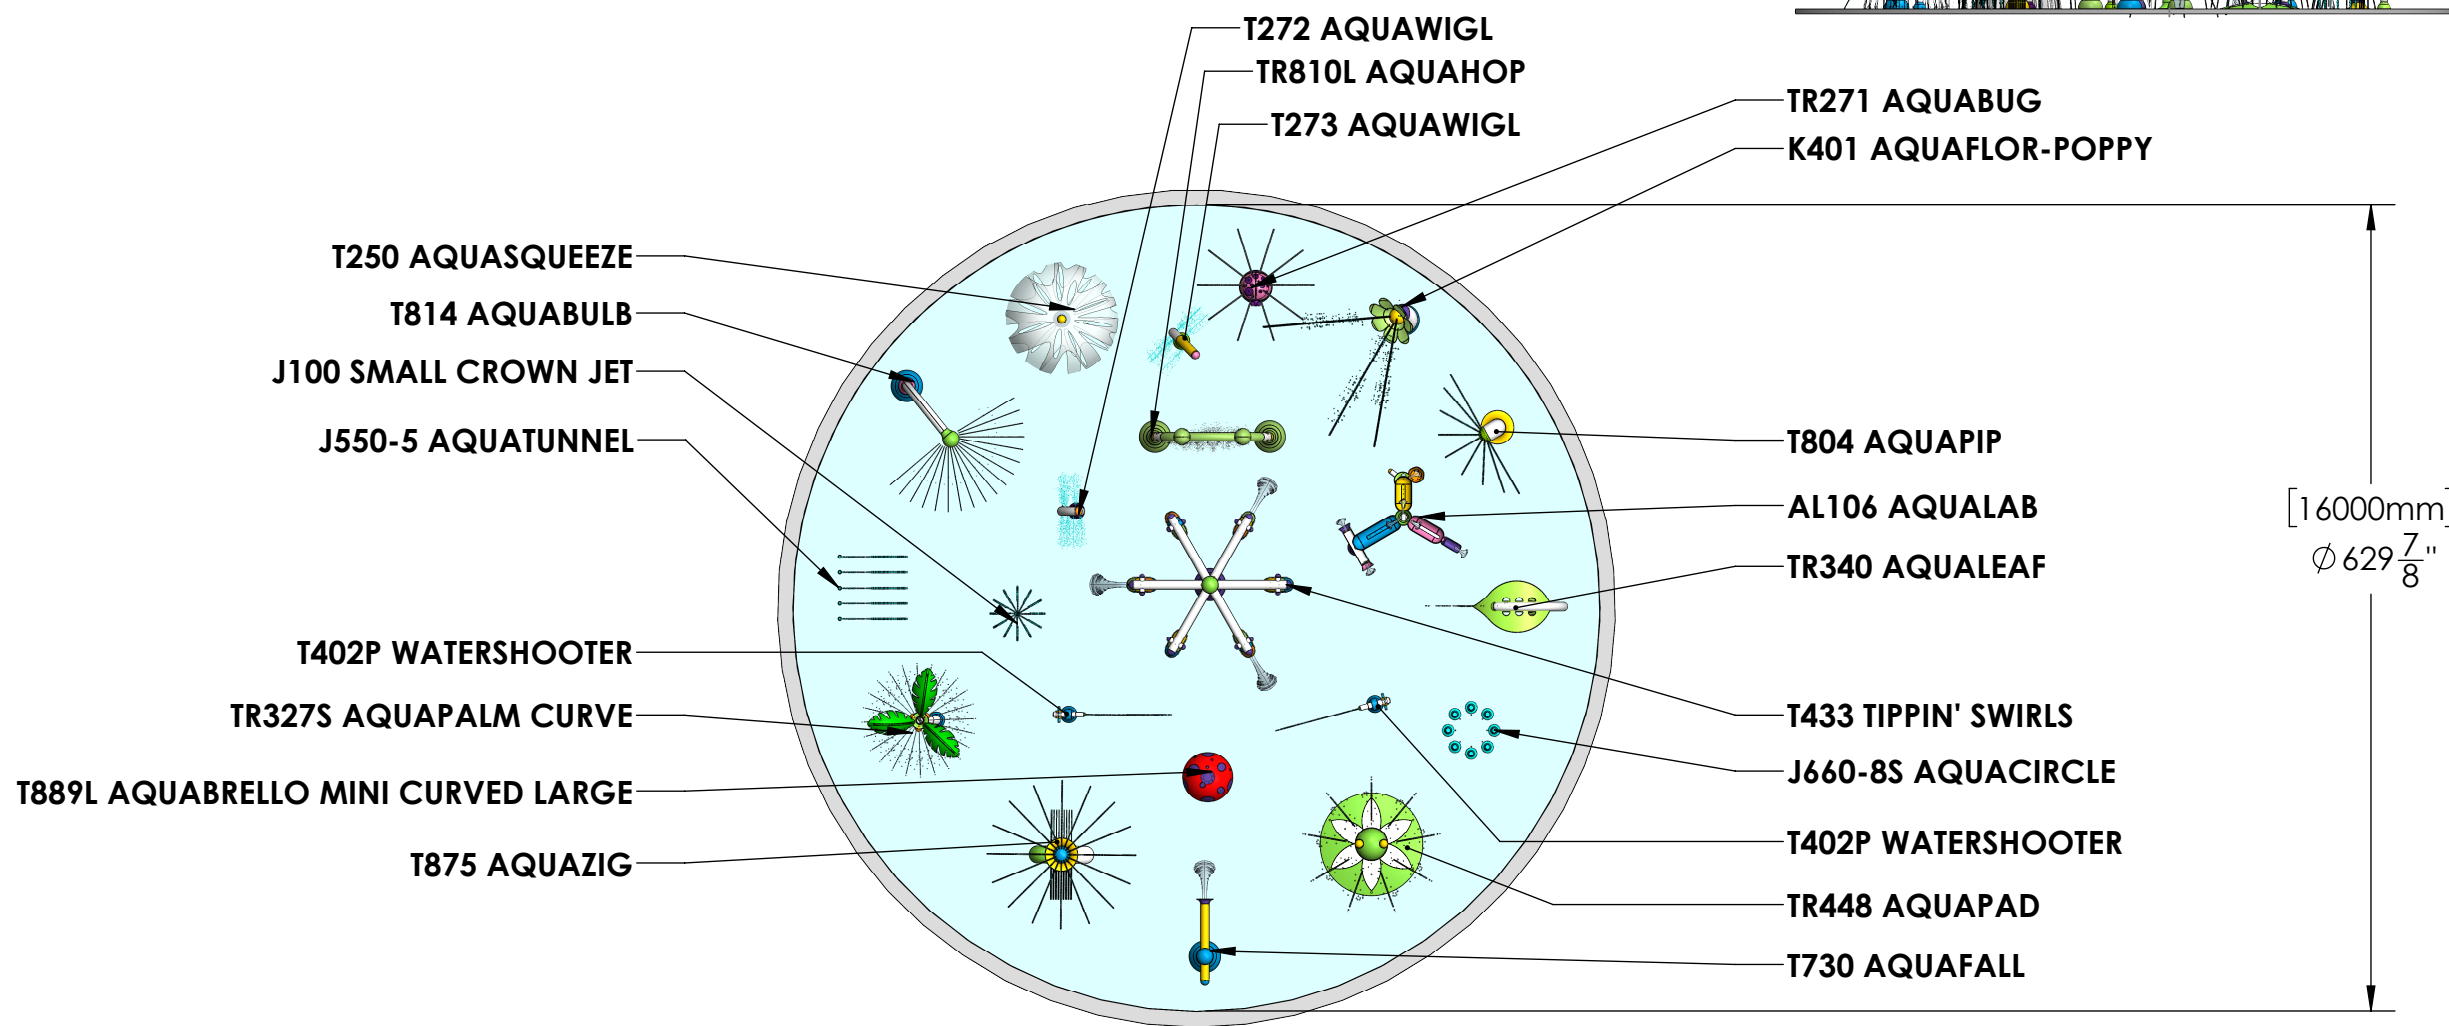 T272 AQUAWIGL
TR810L AQUAHOP
T273 AQUAWIGL
TR271 AQUABUG
K401 AQUAFLOR-POPPY
T250 AQUASQUEEZE
T814 AQUABULB
J100 SMALL CROWN JET
J550-5 AQUATUNNEL
T402P WATERSHOOTER
TR327S AQUAPALM CURVE
T889L AQUABRELLO MINI CURVED LARGE
T875 AQUAZIG
T804 AQUAPIP
AL106 AQUALAB
TR340 AQUALEAF
T433 TIPPIN' SWIRLS
J660-8S AQUACIRCLE
T402P WATERSHOOTER
TR448 AQUAPAD
T730 AQUAFALL
[16000mm]
∅ 629 7/8"